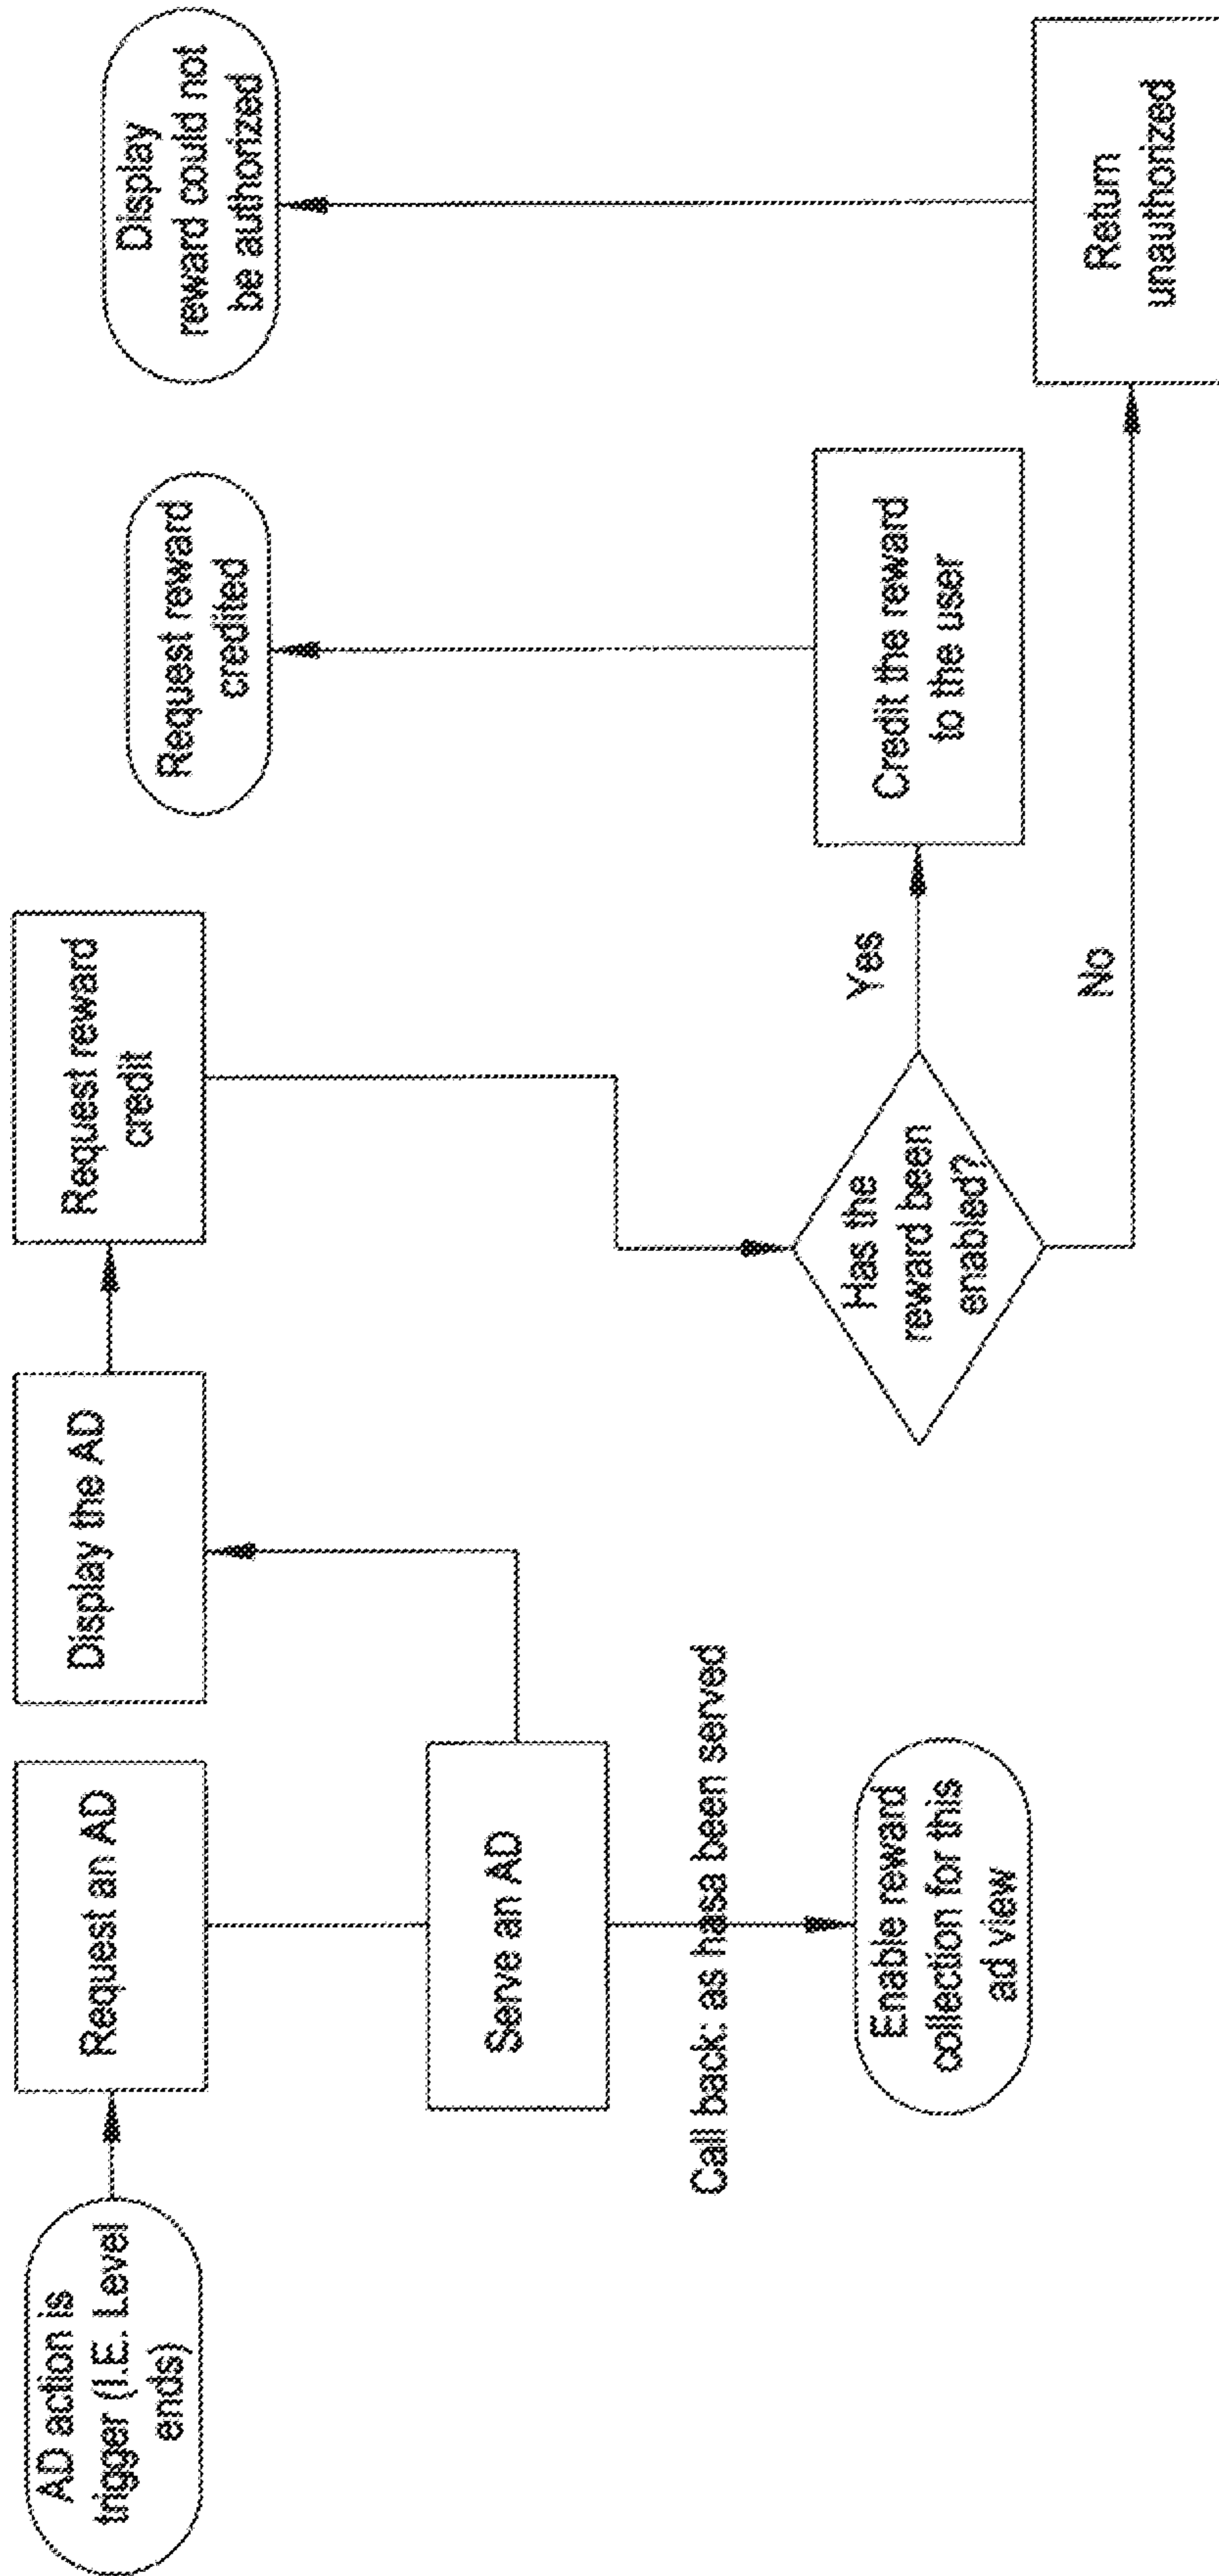 AD action is
trigger (I.E. Level
ends)
Request an AD
Display the AD
Request reward
credit
Request reward
credited
Display
reward could not
be authorized
Serve an AD
Call back: as hasa been served
Enable reward
collection for this
ad view
Has the
reward been
enabled?
Yes
No
Credit the reward
to the user
Return
unauthorized